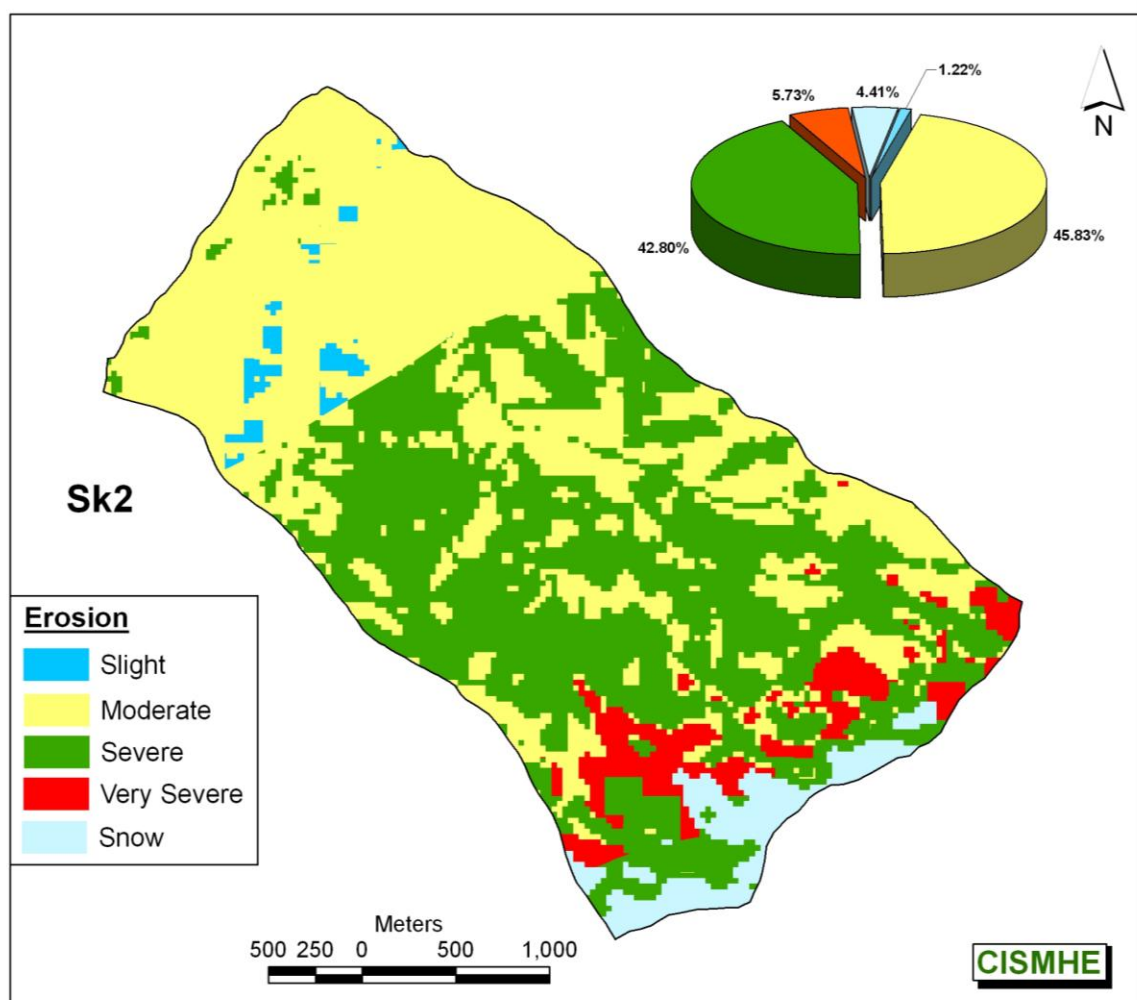 1.22%
5.73%
4.41%
N
42.80%
45.83%
Sk2
Erosion
Slight
Moderate
Severe
Very Severe
Snow
Meters
500 250 0 500 1,000
CISMHE